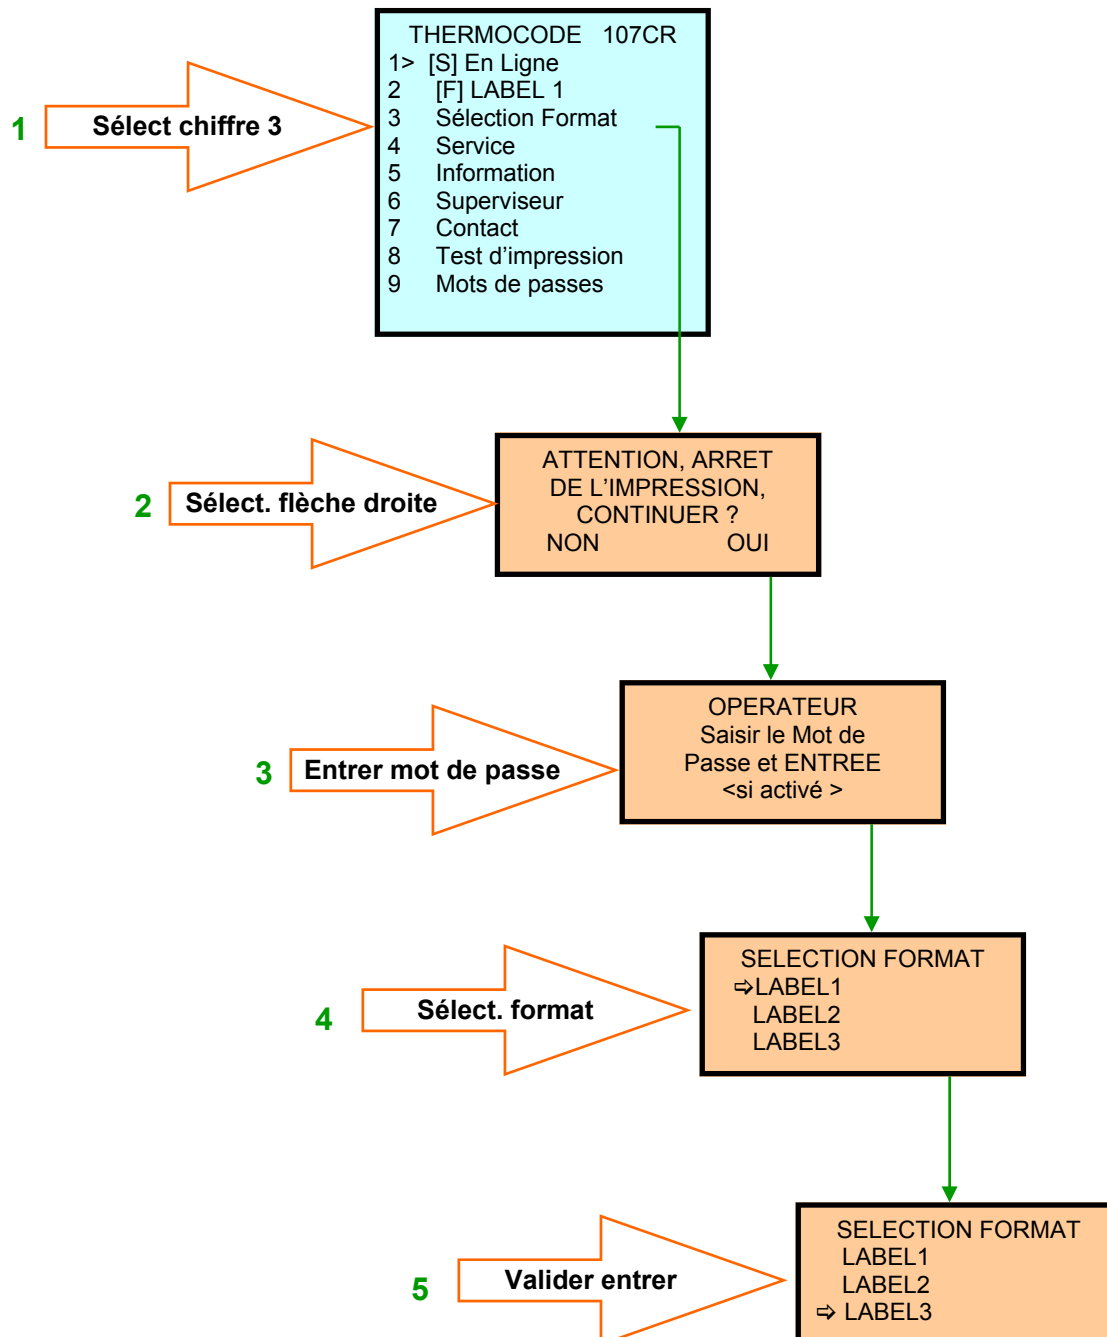 THERMOCODE 107CR
1> [S] En Ligne
2 [F] LABEL 1
3 Sélection Format
4 Service
5 Information
6 Superviseur
7 Contact
8 Test d'impression
9 Mots de passes
1 Sélect chiffre 3
ATTENTION, ARRET
DE L'IMPRESSION,
CONTINUER ?
NON OUI
2 Sélect. flèche droite
OPERATEUR
Saisir le Mot de
Passe et ENTREE
<si activé >
3 Entrer mot de passe
SELECTION FORMAT
⇨LABEL1
LABEL2
LABEL3
4 Sélect. format
SELECTION FORMAT
LABEL1
LABEL2
⇨ LABEL3
5 Valider entrer